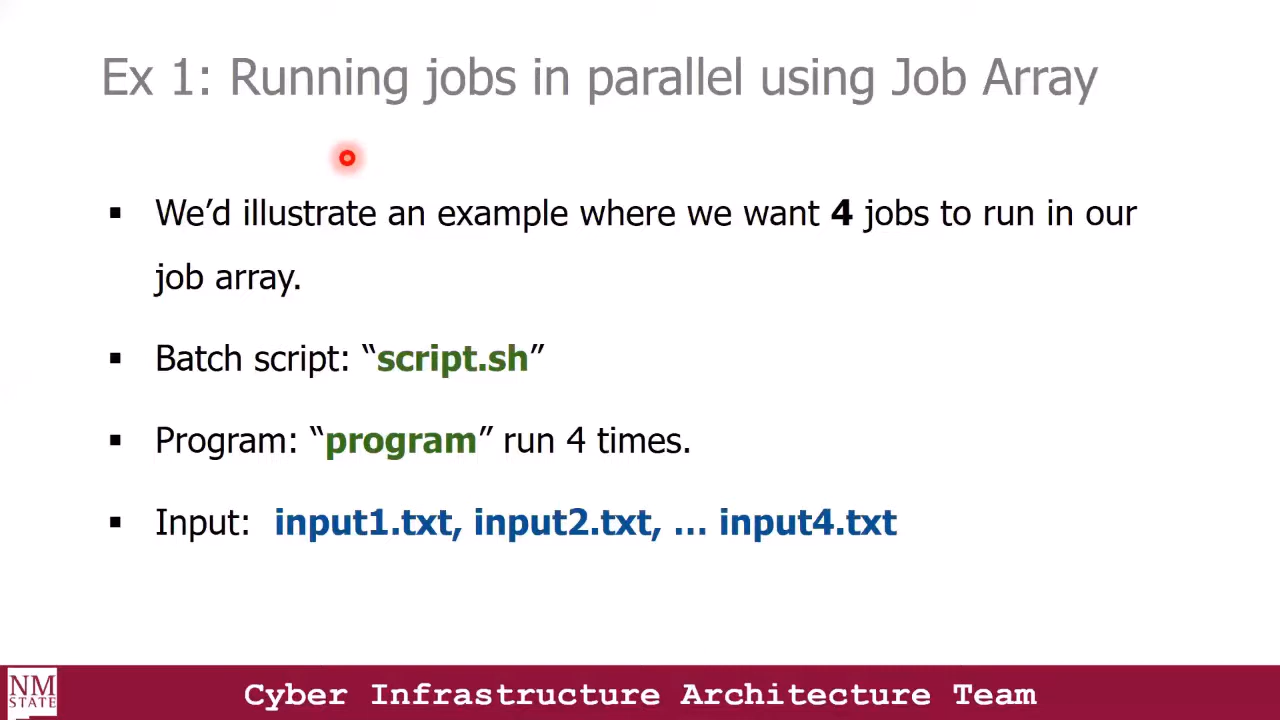 Ex 1: Running jobs in parallel using Job Array
▪ We’d illustrate an example where we want 4 jobs to run in our
job array.
▪ Batch script: “script.sh”
▪ Program: “program” run 4 times.
▪ Input: input1.txt, input2.txt, … input4.txt
NM
STATE
Cyber Infrastructure Architecture Team